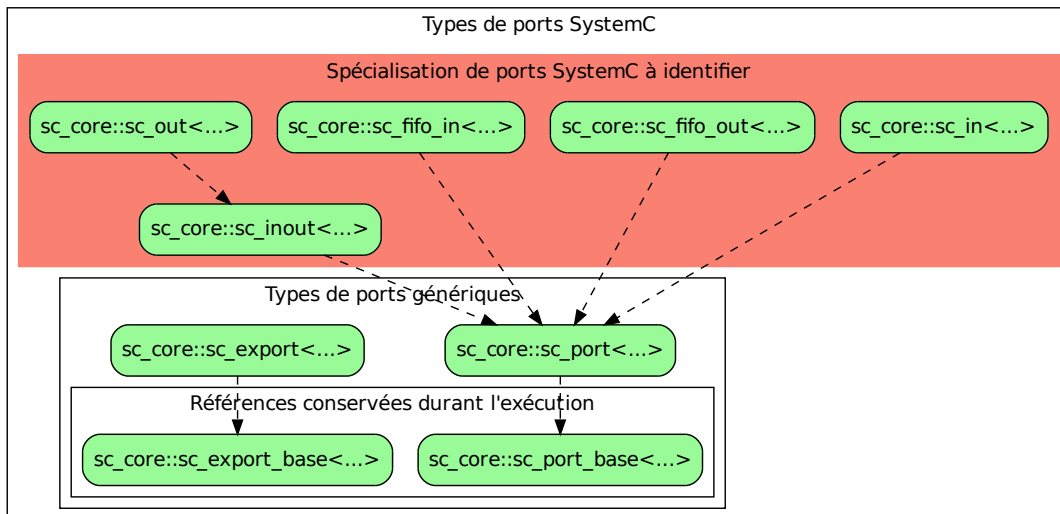 Types de ports SystemC
Spécialisation de ports SystemC à identifier
sc_core::sc_out<...>
sc_core::sc_fifo_in<...>
sc_core::sc_fifo_out<...>
sc_core::sc_in<...>
sc_core::sc_inout<...>
Types de ports génériques
sc_core::sc_export<...>
sc_core::sc_port<...>
Références conservées durant l'exécution
sc_core::sc_export_base<...>
sc_core::sc_port_base<...>